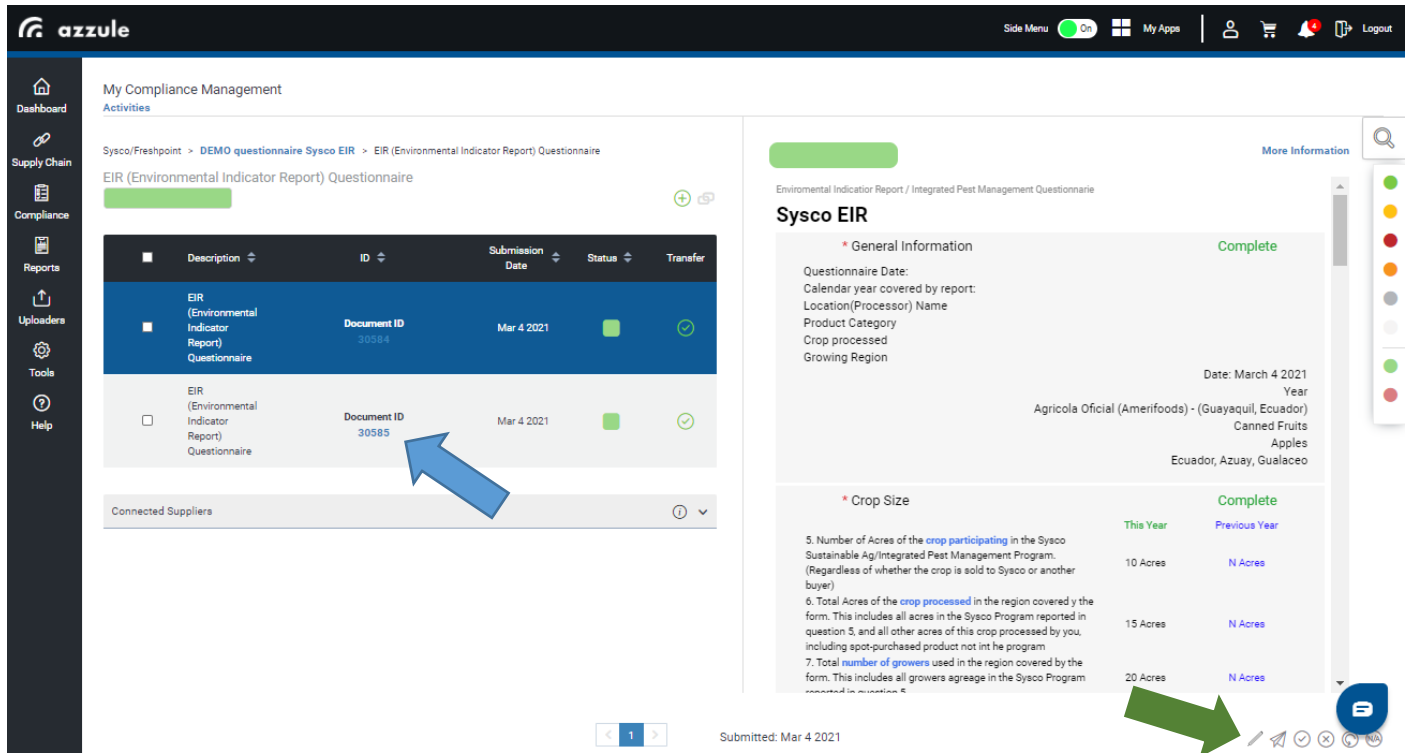 azzule
Side Menu
On
My Apps
4
Logout
Dashboard
Supply Chain
Compliance
Reports
Uploaders
Tools
Help
My Compliance Management
Activities
Sysco/Freshpoint > DEMO questionnaire Sysco EIR > EIR (Environmental Indicator Report) Questionnaire
EIR (Environmental Indicator Report) Questionnaire
Description
ID
Submission
Date
Status
Transfer
EIR
(Environmental
Indicator
Report)
Questionnaire
Document ID
30584
Mar 4 2021
EIR
(Environmental
Indicator
Report)
Questionnaire
Document ID
30585
Mar 4 2021
Connected Suppliers
< 1 >
More Information
Enviromental Indicatior Report / Integrated Pest Management Questionnarie
Sysco EIR
* General Information
Complete
Questionnaire Date:
Calendar year covered by report:
Location(Processor) Name
Product Category
Crop processed
Growing Region
Date: March 4 2021
Year
Agricola Oficial (Amerifoods) - (Guayaquil, Ecuador)
Canned Fruits
Apples
Ecuador, Azuay, Gualaceo
* Crop Size
Complete
This Year
Previous Year
5. Number of Acres of the crop participating in the Sysco
Sustainable Ag/Integrated Pest Management Program.
(Regardless of whether the crop is sold to Sysco or another
buyer)
10 Acres
N Acres
6. Total Acres of the crop processed in the region covered y the
form. This includes all acres in the Sysco Program reported in
question 5, and all other acres of this crop processed by you,
including spot-purchased product not int he program
15 Acres
N Acres
7. Total number of growers used in the region covered by the
form. This includes all growers agreage in the Sysco Program
reported in question 5
20 Acres
N Acres
Submitted: Mar 4 2021
N/A